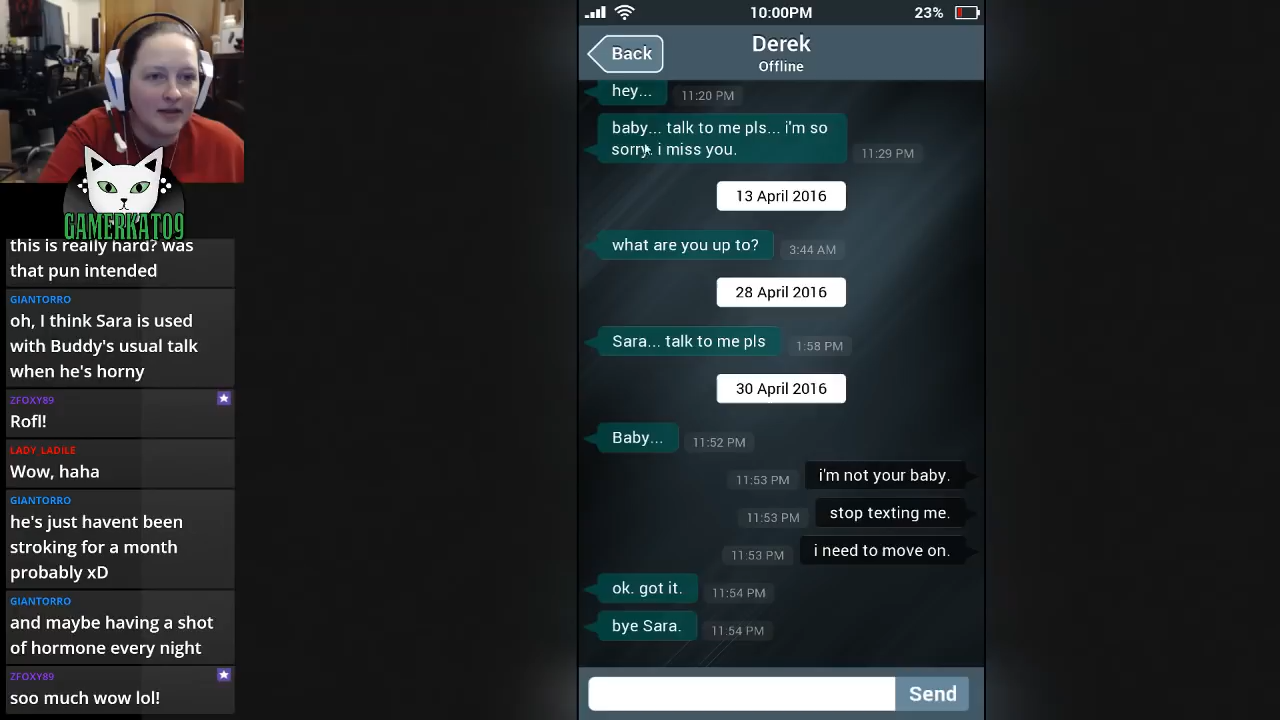 GAMERKAT09
this is really hard? was
that pun intended
GIANTORRO
oh, I think Sara is used
with Buddy's usual talk
when he's horny
ZFOXY89
Rofl!
LADY_LADILE
Wow, haha
GIANTORRO
he's just havent been
stroking for a month
probably xD
GIANTORRO
and maybe having a shot
of hormone every night
ZFOXY89
soo much wow lol!
10:00PM
23%
Back
Derek
Offline
hey...
11:20 PM
baby... talk to me pls... i'm so
sorry. i miss you.
11:29 PM
13 April 2016
what are you up to?
3:44 AM
28 April 2016
Sara... talk to me pls
1:58 PM
30 April 2016
Baby...
11:52 PM
11:53 PM
i'm not your baby.
11:53 PM
stop texting me.
11:53 PM
i need to move on.
ok. got it.
11:54 PM
bye Sara.
11:54 PM
Send